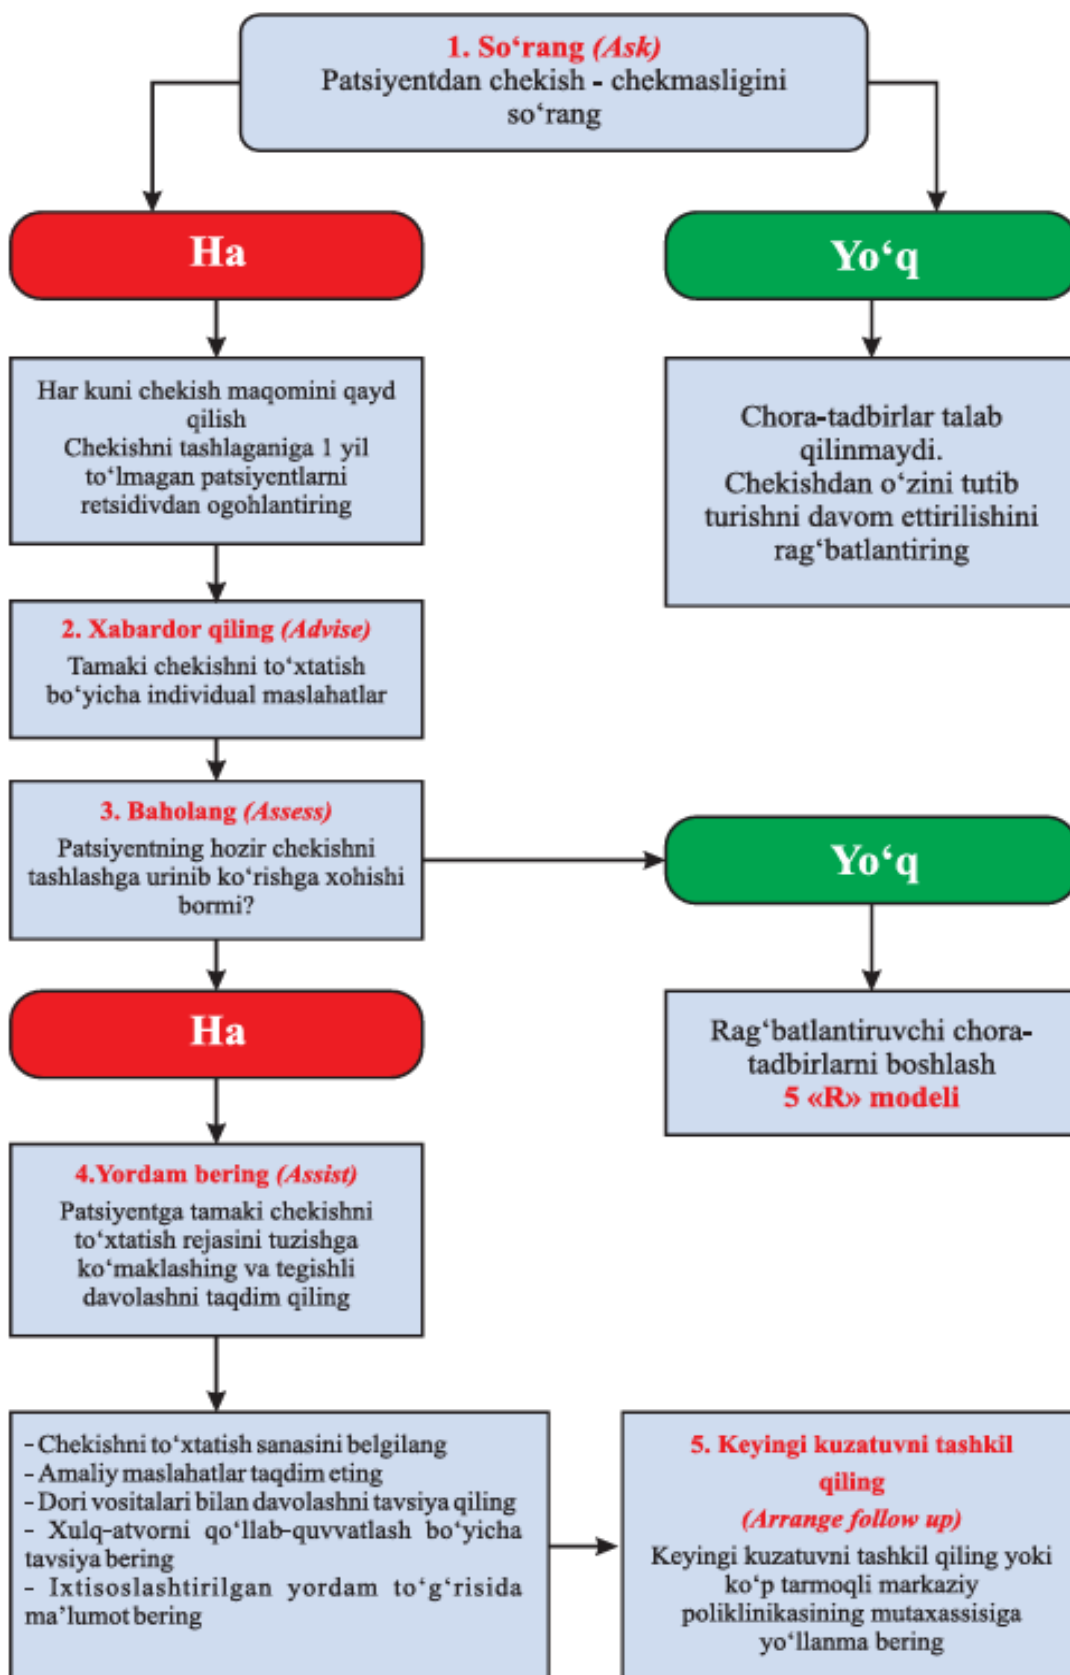 1. So‘rang (Ask)
Patsiyentdan chekish - chekmasligini
so‘rang
Ha
Yo‘q
Har kuni chekish maqomini qayd
qilish
Chekishni tashlaganiga 1 yil
to‘lmagan patsiyentlarni
retsidivdan ogohlantiring
Chora-tadbirlar talab
qilinmaydi.
Chekishdan o‘zini tutib
turishni davom ettirilishini
rag‘batlantiring
2. Xabardor qiling (Advise)
Tamaki chekishni to‘xtatish
bo‘yicha individual maslahatlar
3. Baholang (Assess)
Patsiyentning hozir chekishni
tashlashga urinib ko‘rishga xohishi
bormi?
Yo‘q
Ha
Rag‘batlantiruvchi chora-
tadbirlarni boshlash
5 «R» modeli
4.Yordam bering (Assist)
Patsiyentga tamaki chekishni
to‘xtatish rejasini tuzishga
ko‘maklashing va tegishli
davolashni taqdim qiling
- Chekishni to‘xtatish sanasini belgilang
- Amaliy maslahatlar taqdim eting
- Dori vositalari bilan davolashni tavsiya qiling
- Xulq-atvorni qo‘llab-quvvatlash bo‘yicha
tavsiya bering
- Ixtisoslashtirilgan yordam to‘g‘risida
ma’lumot bering
5. Keyingi kuzatuvni tashkil
qiling
(Arrange follow up)
Keyingi kuzatuvni tashkil qiling yoki
ko‘p tarmoqli markaziy
poliklinikasining mutaxassisiga
yo‘llanma bering